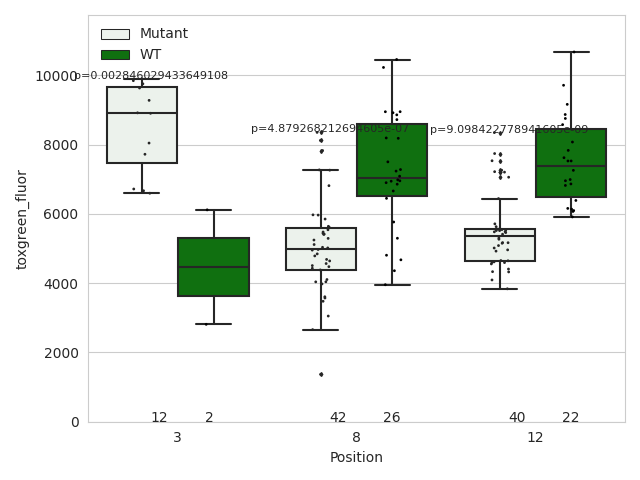 Mutant
WT
p=0.002846029433649108
p=4.879268212694605e-07
p=9.098422778941605e-09
10000
8000
6000
4000
2000
0
toxgreen_fluor
12 2 42 26 40 22
3 8 12
Position